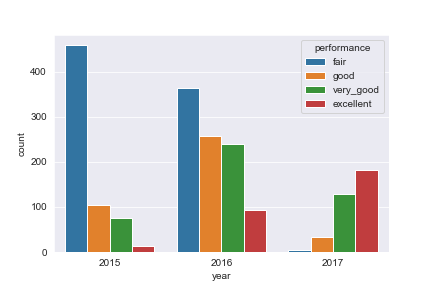 performance
fair
good
very_good
excellent
400
300
200
100
0
count
2015 2016 2017
year